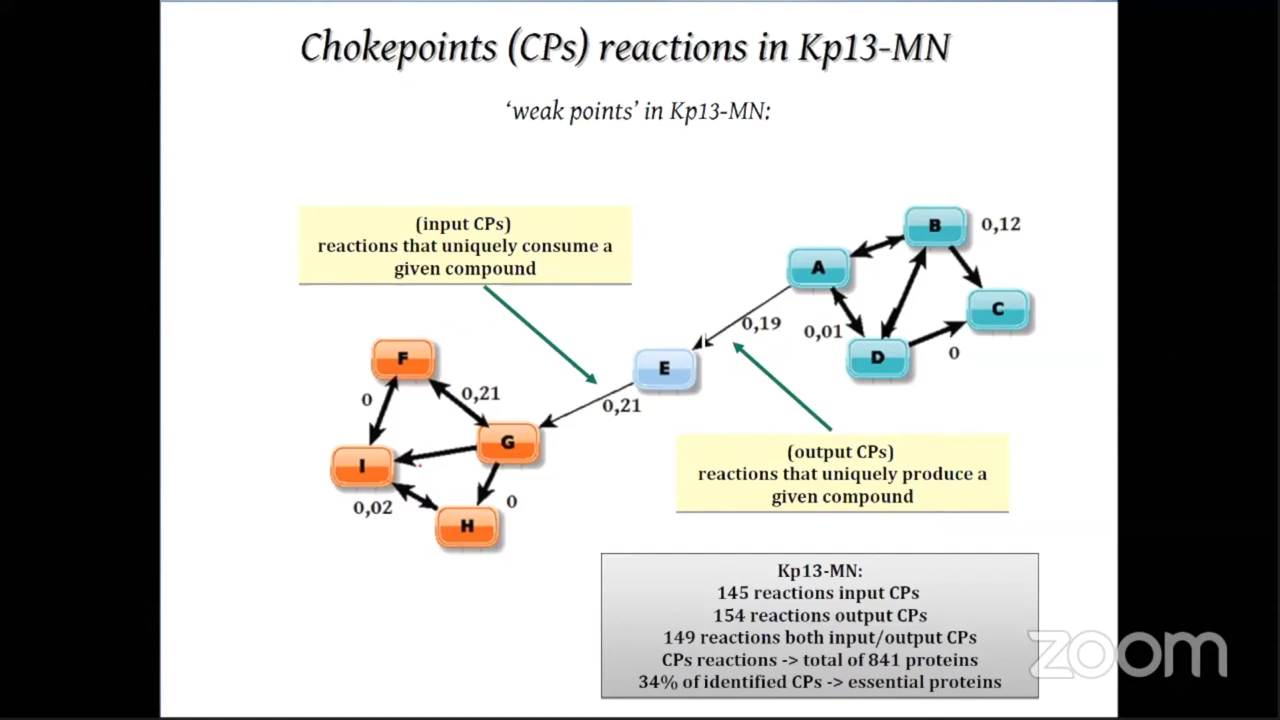 Chokepoints (CPs) reactions in Kp13-MN
‘weak points’ in Kp13-MN:
(input CPs)
reactions that uniquely consume a
given compound
B
0,12
A
C
0,19
0,01
D
0
E
F
0
0,21
0,21
G
I
0,02
H
0
(output CPs)
reactions that uniquely produce a
given compound
Kp13-MN:
145 reactions input CPs
154 reactions output CPs
149 reactions both input/output CPs
CPs reactions -> total of 841 proteins
34% of identified CPs -> essential proteins
zoom